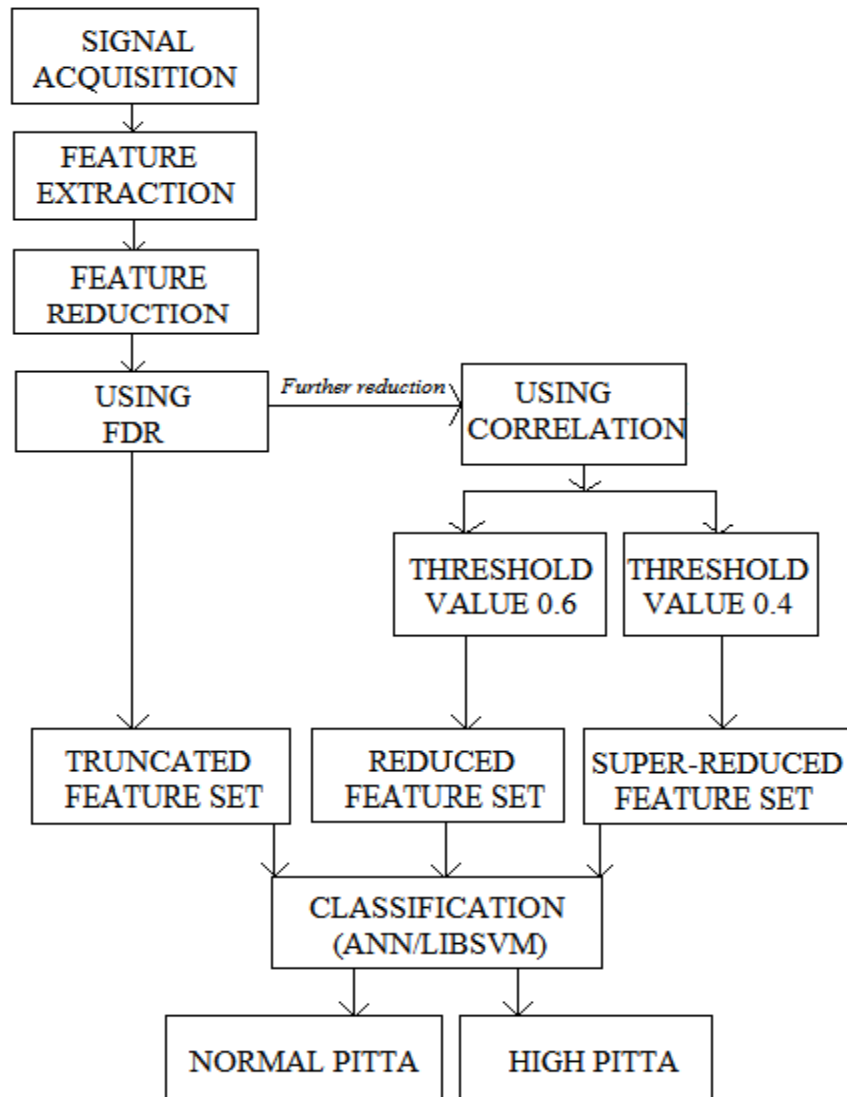 SIGNAL
ACQUISITION
FEATURE
EXTRACTION
FEATURE
REDUCTION
USING
FDR
Further reduction
USING
CORRELATION
THRESHOLD
VALUE 0.6
THRESHOLD
VALUE 0.4
TRUNCATED
FEATURE SET
REDUCED
FEATURE SET
SUPER-REDUCED
FEATURE SET
CLASSIFICATION
(ANN/LIBSVM)
NORMAL PITTA
HIGH PITTA